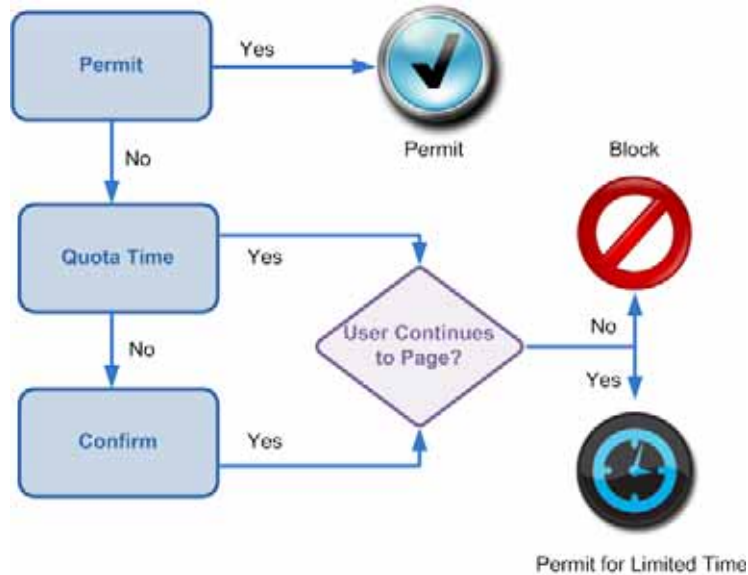 Permit
Yes
Permit
Block
No
Quota Time
Yes
User Continues
to Page?
No
Yes
No
Confirm
Yes
Permit for Limited Time